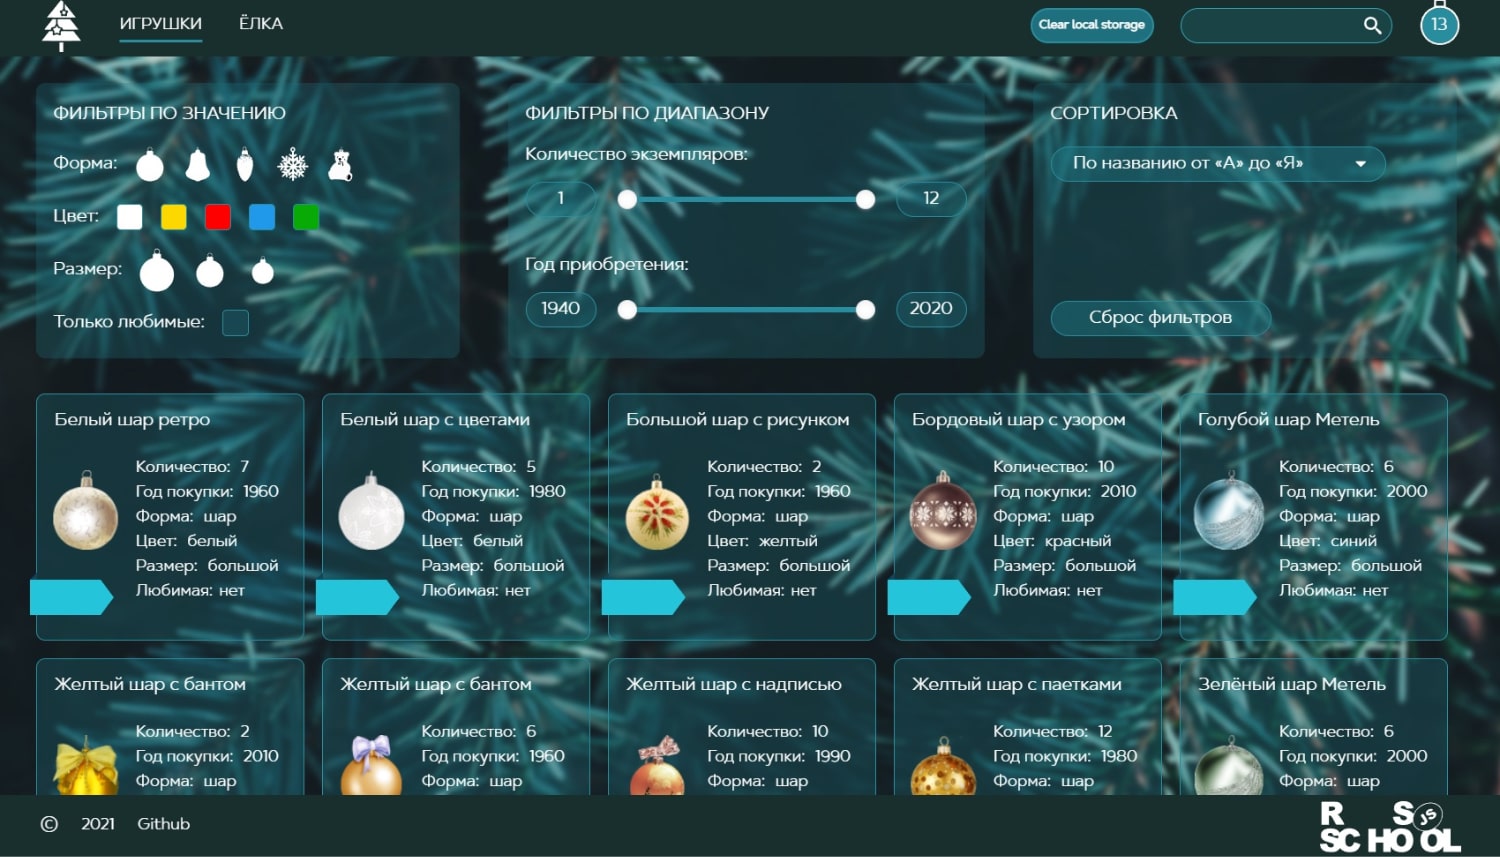 ИГРУШКИ
ЁЛКА
Clear local storage
13
ФИЛЬТРЫ ПО ЗНАЧЕНИЮ
Форма:
Цвет:
Размер:
Только любимые:
ФИЛЬТРЫ ПО ДИАПАЗОНУ
Количество экземпляров:
1
12
Год приобретения:
1940
2020
СОРТИРОВКА
По названию от «А» до «Я»
Сброс фильтров
Белый шар ретро
Количество: 7
Год покупки: 1960
Форма: шар
Цвет: белый
Размер: большой
Любимая: нет
Белый шар с цветами
Количество: 5
Год покупки: 1980
Форма: шар
Цвет: белый
Размер: большой
Любимая: нет
Большой шар с рисунком
Количество: 2
Год покупки: 1960
Форма: шар
Цвет: желтый
Размер: большой
Любимая: нет
Бордовый шар с узором
Количество: 10
Год покупки: 2010
Форма: шар
Цвет: красный
Размер: большой
Любимая: нет
Голубой шар Метель
Количество: 6
Год покупки: 2000
Форма: шар
Цвет: синий
Размер: большой
Любимая: нет
Желтый шар с бантом
Количество: 2
Год покупки: 2010
Форма: шар
Желтый шар с бантом
Количество: 6
Год покупки: 1960
Форма: шар
Желтый шар с надписью
Количество: 10
Год покупки: 1990
Форма: шар
Желтый шар с паетками
Количество: 12
Год покупки: 1980
Форма: шар
Зелёный шар Метель
Количество: 6
Год покупки: 2000
Форма: шар
© 2021 Github
R S JS
SCHOOL